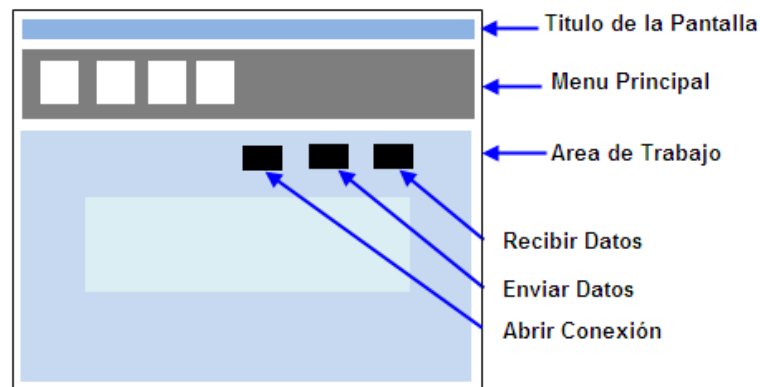 Titulo de la Pantalla
Menu Principal
Area de Trabajo
Recibir Datos
Enviar Datos
Abrir Conexión